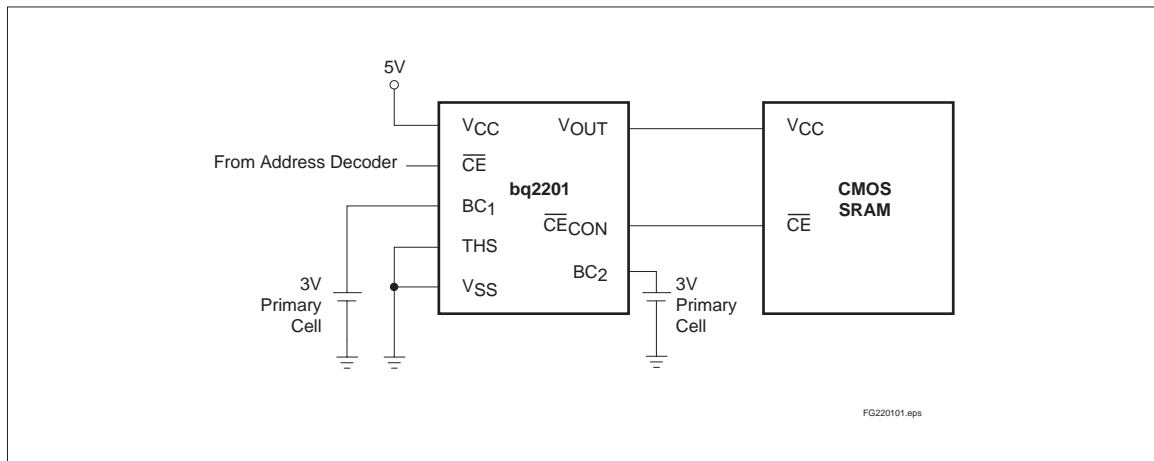 5V
VCC
VOUT
VCC
From Address Decoder
CE
bq2201
CMOS
SRAM
BC1
CECON
CE
THS
BC2
3V
Primary
Cell
VSS
3V
Primary
Cell
FG220101.eps